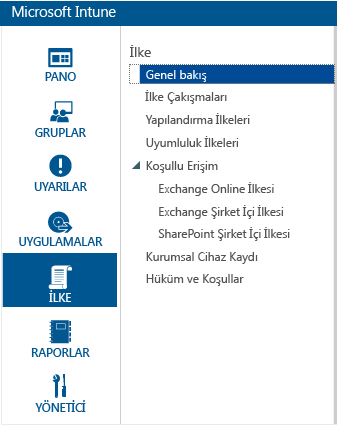 Microsoft Intune
PANO
GRUPLAR
UYARILAR
UYGULAMALAR
İLKE
RAPORLAR
YÖNETİCİ
İlke
Genel bakış
İlke Çakışmaları
Yapılandırma İlkeleri
Uyumluluk İlkeleri
Koşullu Erişim
Exchange Online İlkesi
Exchange Şirket İçi İlkesi
SharePoint Şirket İçi İlkesi
Kurumsal Cihaz Kaydı
Hüküm ve Koşullar